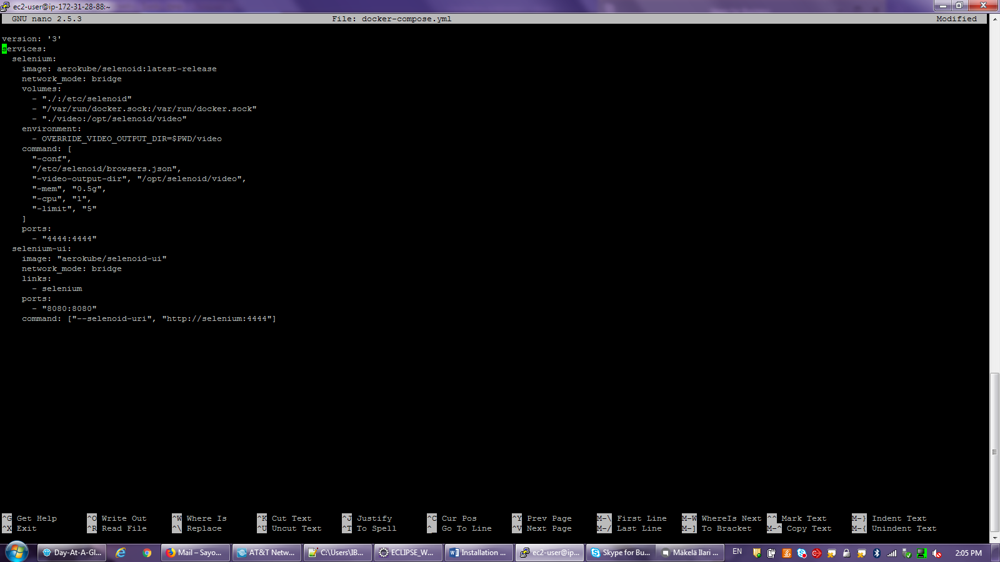 ec2-user@ip-172-31-28-88:~
GNU nano 2.5.3 File: docker-compose.yml Modified
version: '3'
services:
  selenium:
    image: aerokube/selenoid:latest-release
    network_mode: bridge
    volumes:
      - "./:/etc/selenoid"
      - "/var/run/docker.sock:/var/run/docker.sock"
      - "./video:/opt/selenoid/video"
    environment:
      - OVERRIDE_VIDEO_OUTPUT_DIR=$PWD/video
    command: [
      "-conf",
      "/etc/selenoid/browsers.json",
      "-video-output-dir", "/opt/selenoid/video",
      "-mem", "0.5g",
      "-cpu", "1",
      "-limit", "5"
    ]
    ports:
      - "4444:4444"
  selenium-ui:
    image: "aerokube/selenoid-ui"
    network_mode: bridge
    links:
      - selenium
    ports:
      - "8080:8080"
    command: ["--selenoid-uri", "http://selenium:4444"]
^G Get Help ^O Write Out ^W Where Is ^K Cut Text ^J Justify ^C Cur Pos ^Y Prev Page M-\ First Line M-W WhereIs Next ^^ Mark Text M-} Indent Text
^X Exit ^R Read File ^\ Replace ^U Uncut Text ^T To Spell ^_ Go To Line ^V Next Page M-/ Last Line M-] To Bracket M-^ Copy Text M-{ Unindent Text
Day-At-A-Gl... Mail – Sayo... AT&T Netw... C:\Users\IB... ECLIPSE_W... Installation ... ec2-user@ip... Skype for Bu... Mäkelä Ilari ... EN 2:05 PM